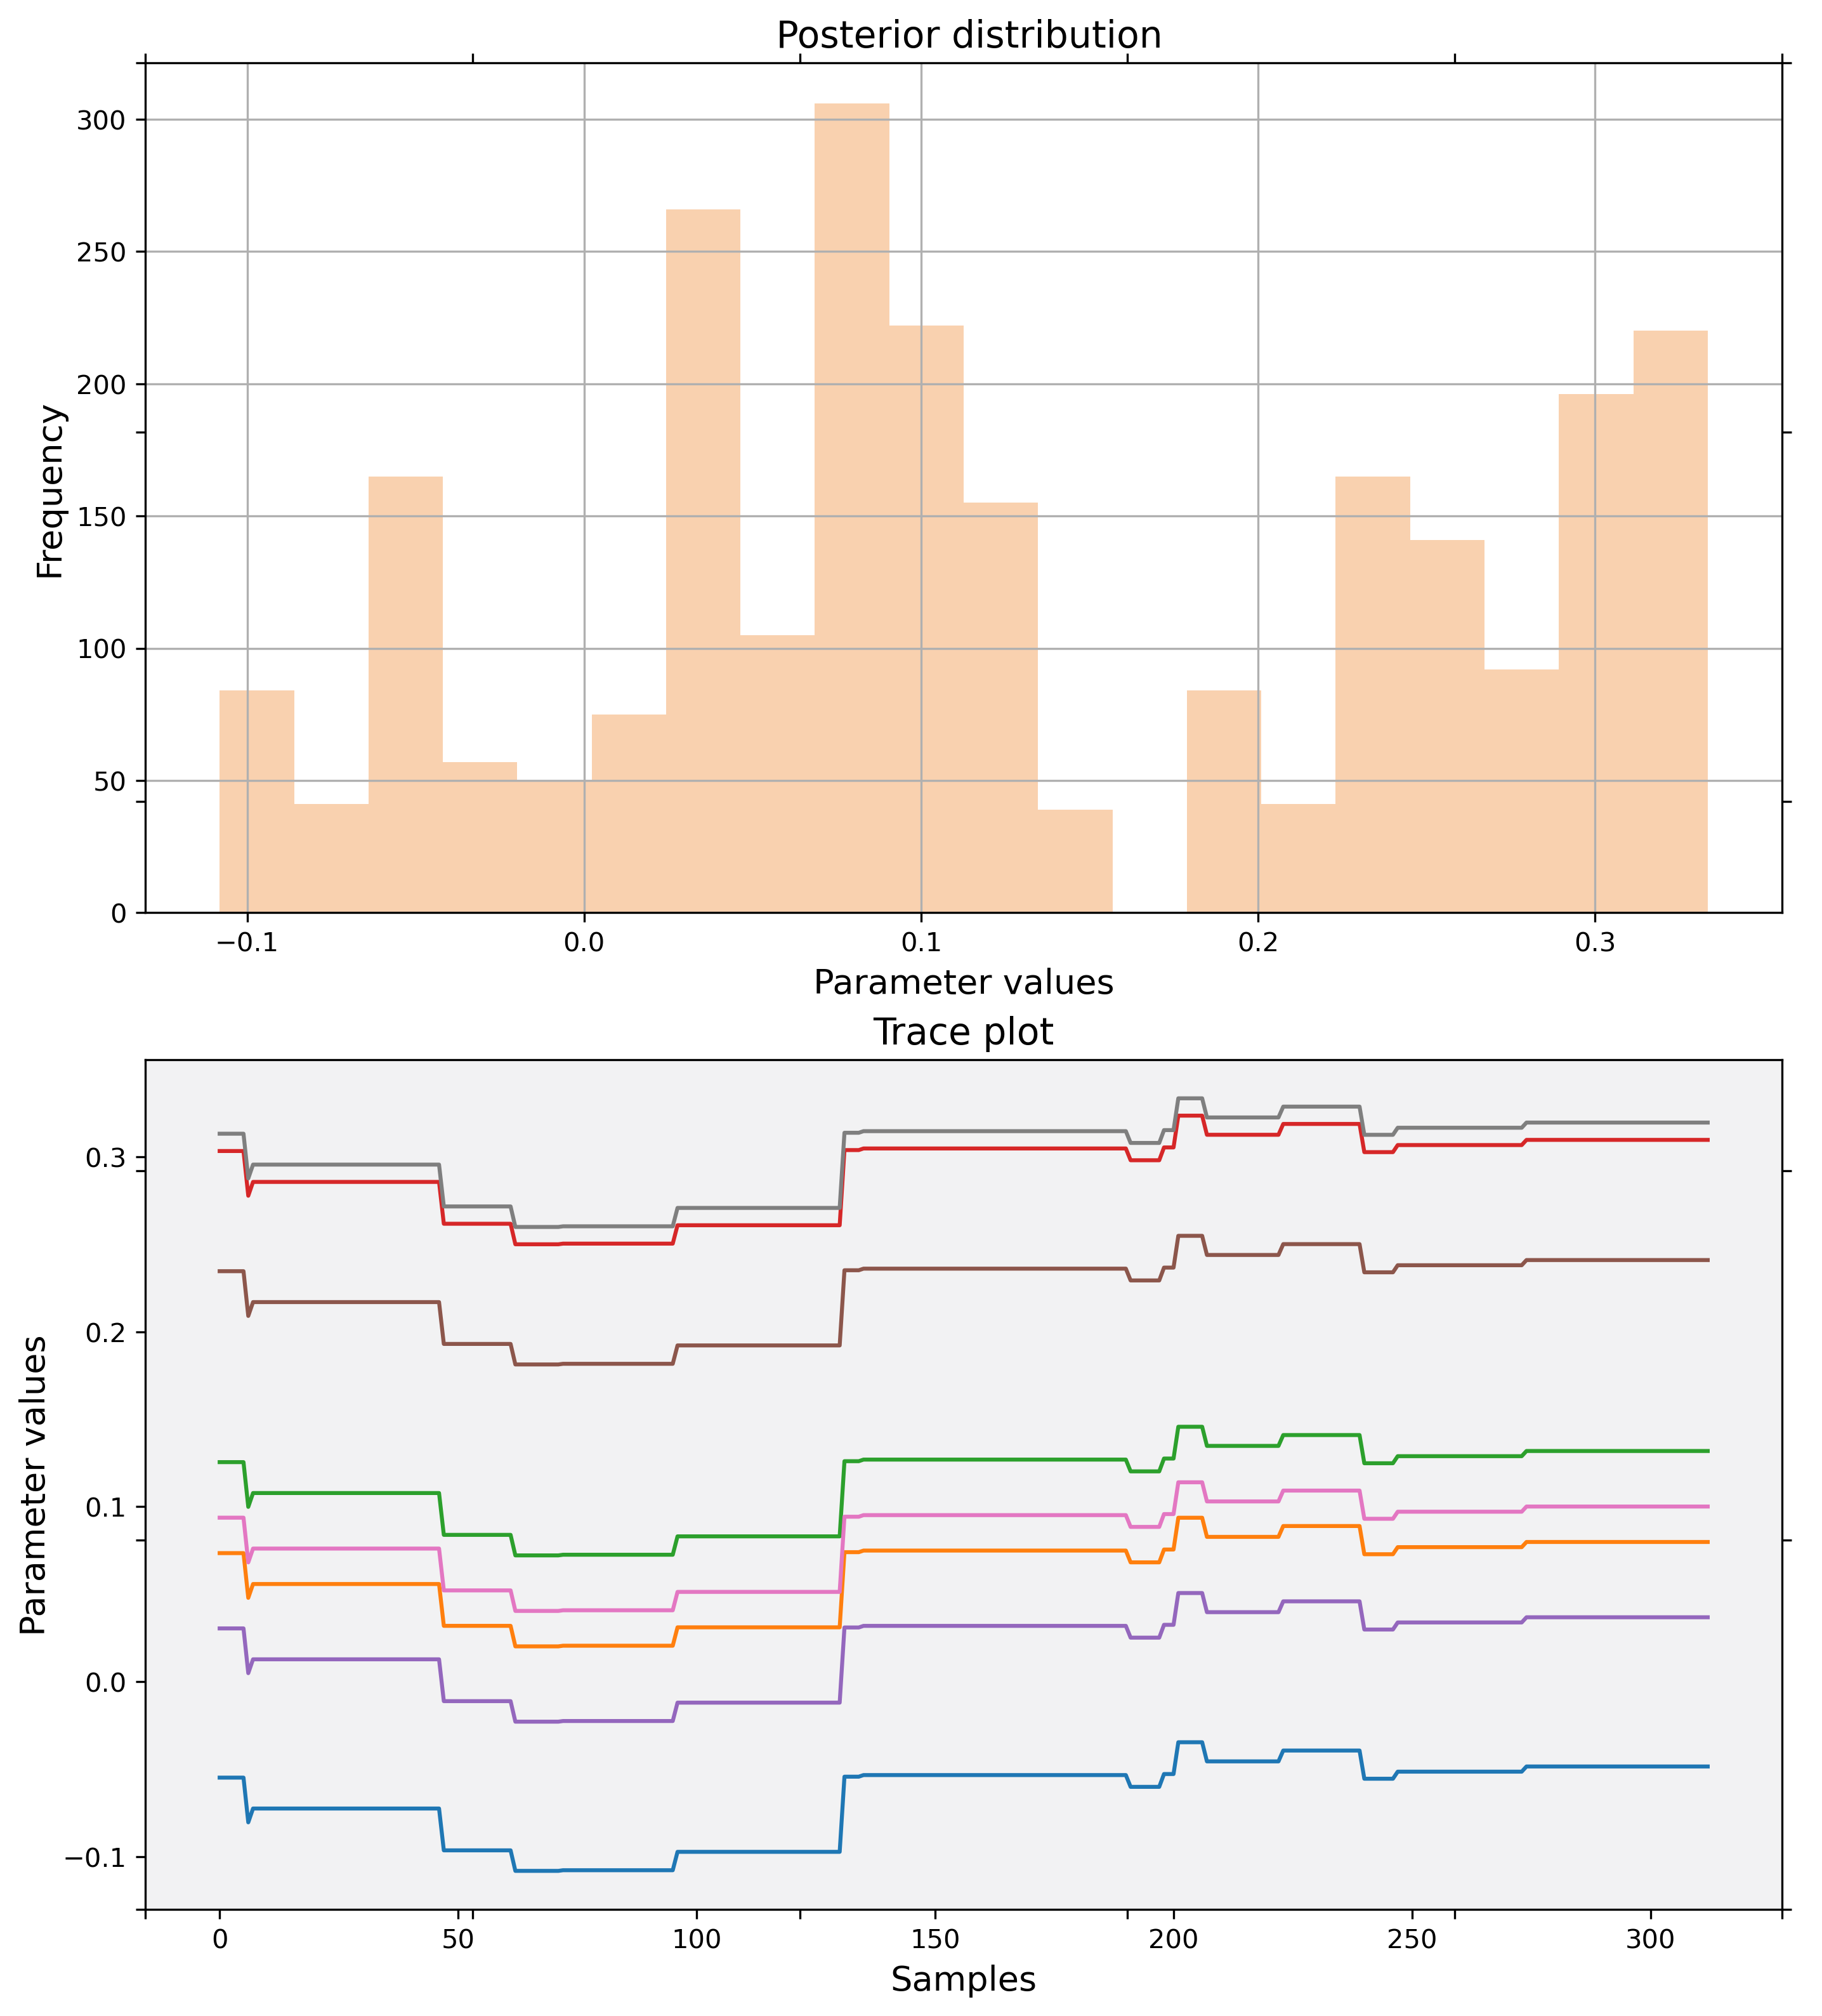 Posterior distribution
300
250
200
150
100
50
0
Frequency
−0.1 0.0 0.1 0.2 0.3
Parameter values
Trace plot
0.3
0.2
0.1
0.0
−0.1
Parameter values
0 50 100 150 200 250 300
Samples